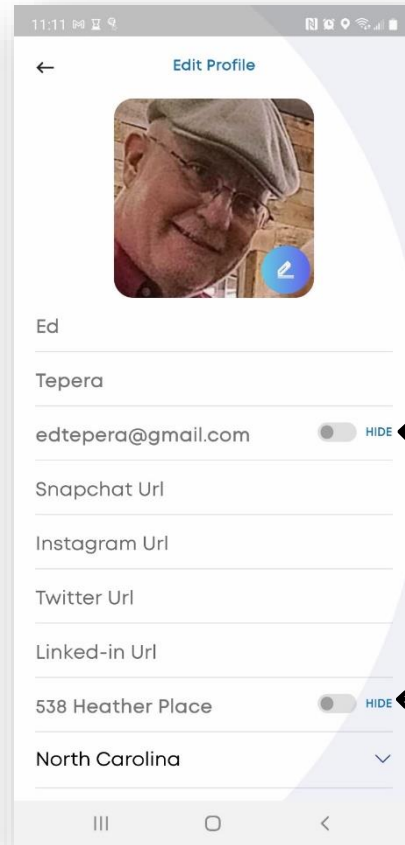 11:11
Edit Profile
Ed
Tepera
edtepera@gmail.com HIDE
Snapchat Url
Instagram Url
Twitter Url
Linked-in Url
538 Heather Place HIDE
North Carolina